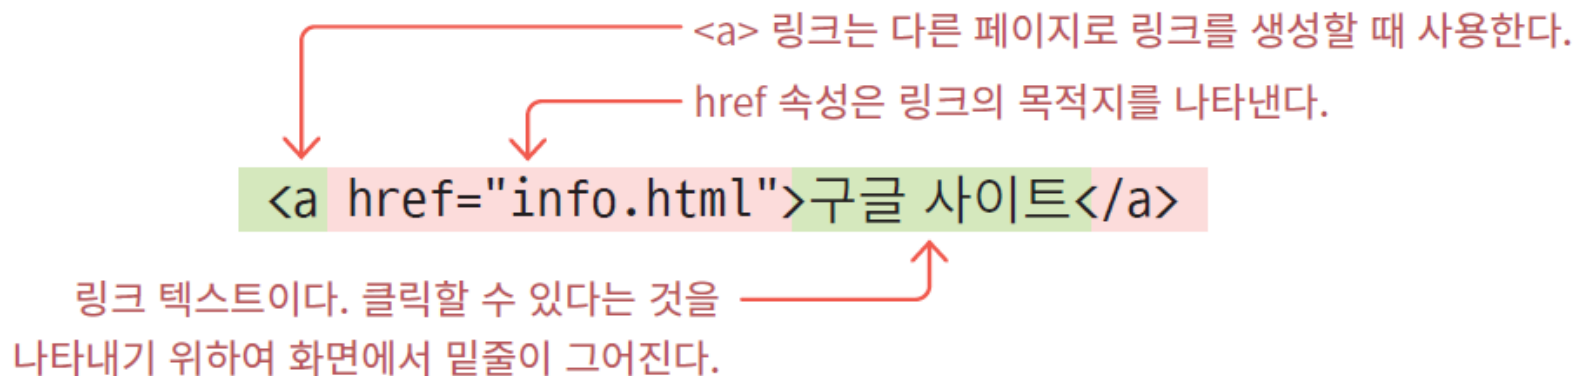 <a> 링크는 다른 페이지로 링크를 생성할 때 사용한다.
href 속성은 링크의 목적지를 나타낸다.
<a href="info.html">구글 사이트</a>
링크 텍스트이다. 클릭할 수 있다는 것을
나타내기 위하여 화면에서 밑줄이 그어진다.